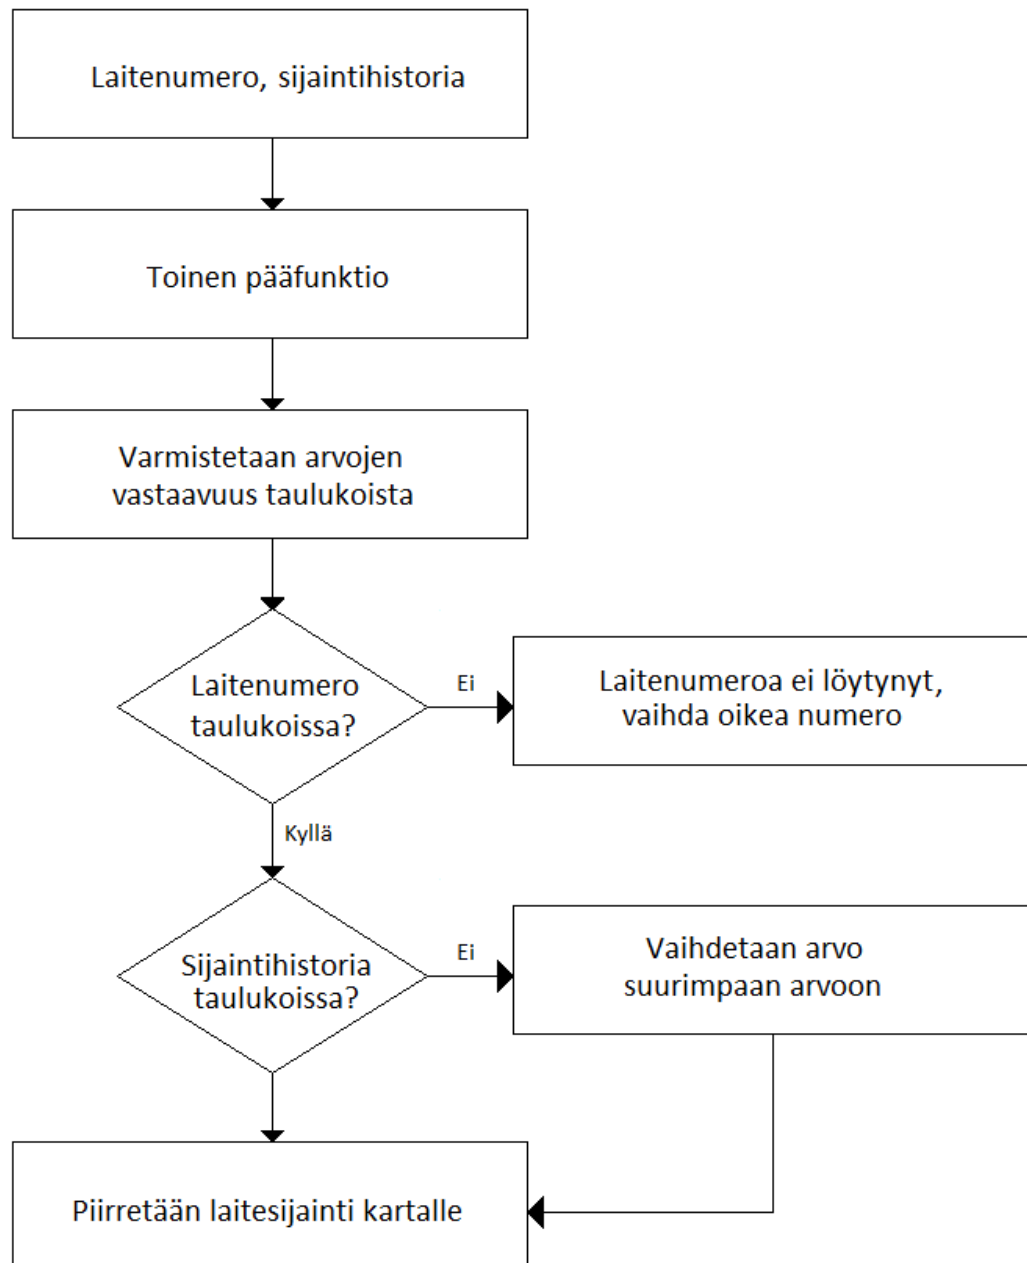 Laitenumero, sijaintihistoria
Toinen pääfunktio
Varmistetaan arvojen
vastaavuus taulukoista
Laitenumero
taulukoissa?
Ei
Laitenumeroa ei löytynyt,
vaihda oikea numero
Kyllä
Sijaintihistoria
taulukoissa?
Ei
Vaihdetaan arvo
suurimpaan arvoon
Piirretään laitesijainti kartalle